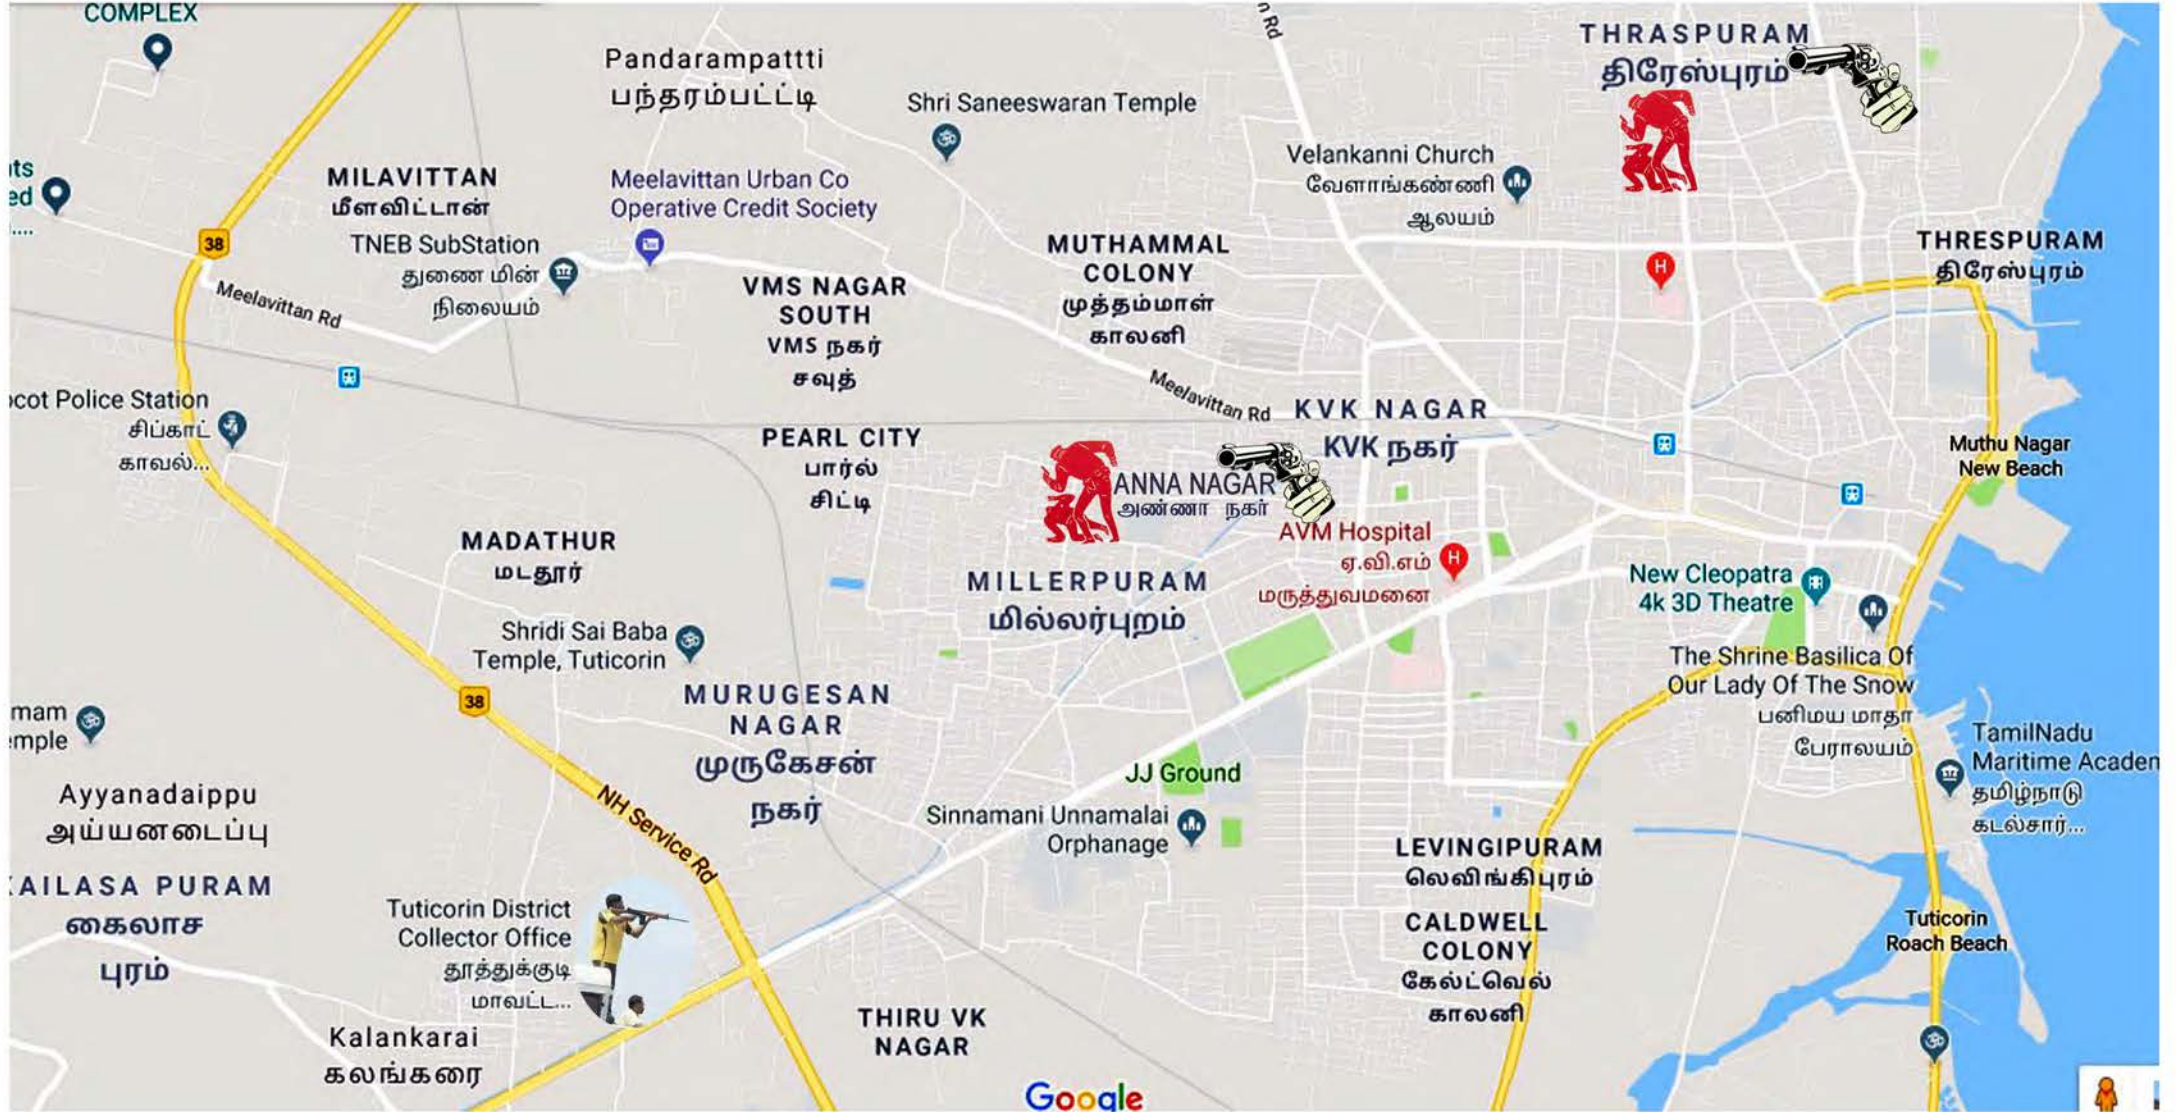 COMPLEX
n Rd
THRASPURAM
திரேஸ்புரம்
Pandarampattti
பந்தரம்பட்ட்டி
Shri Saneeswaran Temple
Velankanni Church
வேளாங்கண்ணி
ஆலயம்
nts
ed
....
MILAVITTAN
மீளவிட்டான்
Meelavittan Urban Co
Operative Credit Society
38
TNEB SubStation
துணை மின்
நிலையம்
MUTHAMMAL
COLONY
முத்தம்மாள்
காலனி
H
THRESPURAM
திரேஸ்புரம்
Meelavittan Rd
VMS NAGAR
SOUTH
VMS நகர்
சவுத்
ocot Police Station
சிப்காட்
காவல்...
Meelavittan Rd
KVK NAGAR
KVK நகர்
PEARL CITY
பார்ல்
சிட்டி
Muthu Nagar
New Beach
ANNA NAGAR
அண்ணா நகர்
MADATHUR
மடதூர்
AVM Hospital
ஏ.வி.எம்
மருத்துவமனை
H
MILLERPURAM
மில்லர்புறம்
New Cleopatra
4k 3D Theatre
Shridi Sai Baba
Temple, Tuticorin
The Shrine Basilica Of
Our Lady Of The Snow
பனிமய மாதா
பேராலயம்
38
MURUGESAN
NAGAR
முருகேசன்
நகர்
mam
emple
TamilNadu
Maritime Academ
தமிழ்நாடு
கடல்சார்...
JJ Ground
Ayyanadaippu
அய்யனடைப்பு
NH Service Rd
Sinnamani Unnamalai
Orphanage
LEVINGIPURAM
லெவிங்கிபுரம்
KAILASA PURAM
கைலாச
புரம்
Tuticorin District
Collector Office
தூத்துக்குடி
மாவட்ட...
CALDWELL
COLONY
கேல்ட்வெல்
காலனி
Tuticorin
Roach Beach
Kalankarai
கலங்கரை
THIRU VK
NAGAR
Google